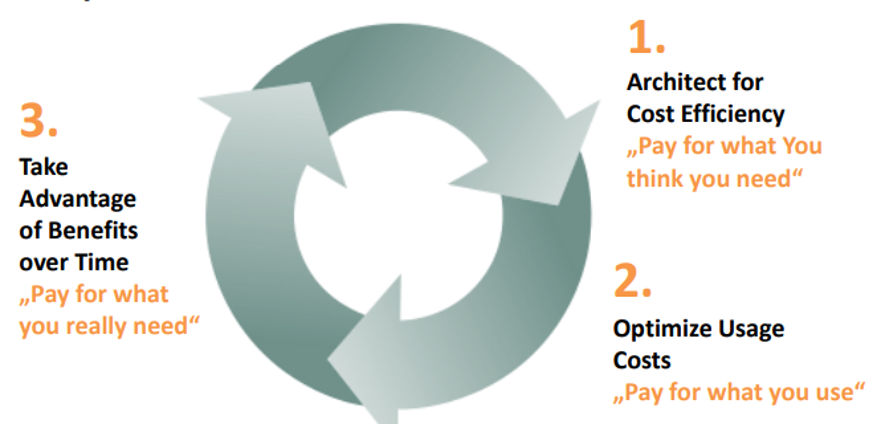 1.
Architect for
Cost Efficiency
„Pay for what You
think you need“
2.
Optimize Usage
Costs
„Pay for what you use“
3.
Take
Advantage
of Benefits
over Time
„Pay for what
you really need“